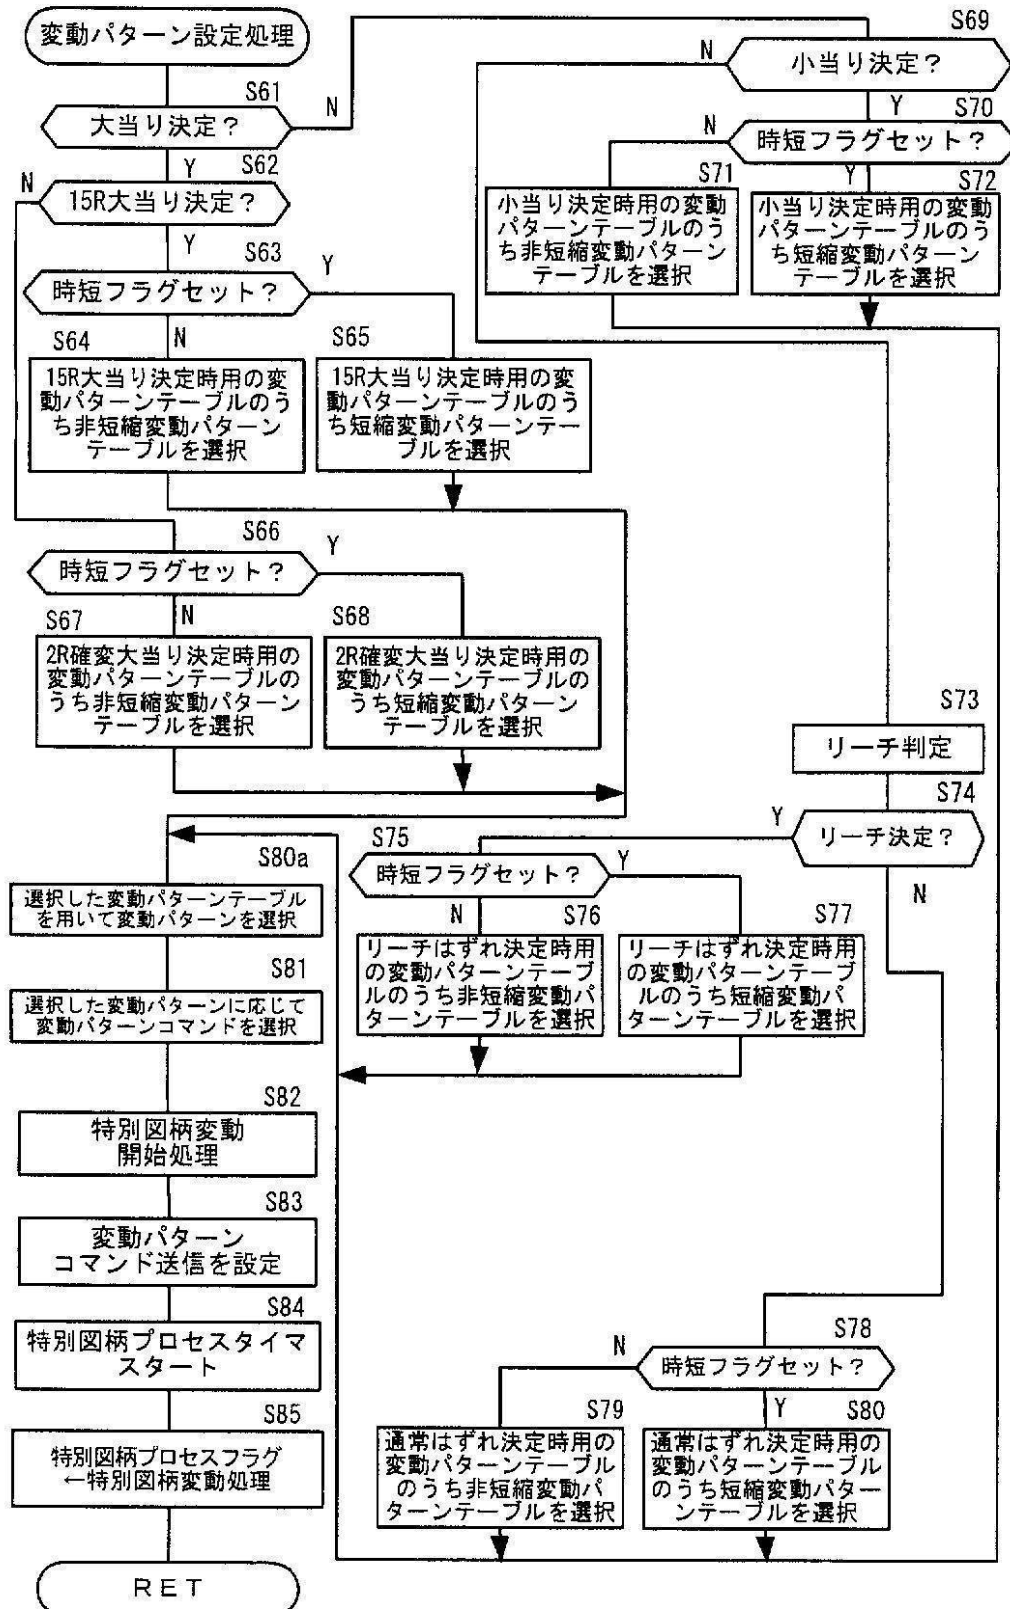 変動パターン設定処理
S61
大当り決定?
N
Y
S62
N
15R大当り決定?
Y
S63
Y
時短フラグセット?
S64
N
S65
15R大当り決定時用の変
動パターンテーブルのう
ち非短縮変動パターン
テーブルを選択
15R大当り決定時用の変
動パターンテーブルのう
ち短縮変動パターンテー
ブルを選択
S66
Y
時短フラグセット?
S67
N
S68
2R確変大当り決定時用の
変動パターンテーブルの
うち非短縮変動パターン
テーブルを選択
2R確変大当り決定時用の
変動パターンテーブルの
うち短縮変動パターン
テーブルを選択
S69
N
小当り決定?
Y
S70
N
時短フラグセット?
S71
Y
S72
小当り決定時用の変動
パターンテーブルのう
ち非短縮変動パターン
テーブルを選択
小当り決定時用の変動
パターンテーブルのう
ち短縮変動パターン
テーブルを選択
S73
リーチ判定
S74
Y
リーチ決定?
N
S75
Y
時短フラグセット?
N
S76
S77
リーチはずれ決定時用
の変動パターンテーブ
ルのうち非短縮変動パ
ターンテーブルを選択
リーチはずれ決定時用
の変動パターンテーブ
ルのうち短縮変動パ
ターンテーブルを選択
S78
N
時短フラグセット?
S79
Y
S80
通常はずれ決定時用の
変動パターンテーブル
のうち非短縮変動パ
ターンテーブルを選択
通常はずれ決定時用の
変動パターンテーブル
のうち短縮変動パター
ンテーブルを選択
S80a
選択した変動パターンテーブル
を用いて変動パターンを選択
S81
選択した変動パターンに応じて
変動パターンコマンドを選択
S82
特別図柄変動
開始処理
S83
変動パターン
コマンド送信を設定
S84
特別図柄プロセスタイマ
スタート
S85
特別図柄プロセスフラグ
←特別図柄変動処理
RET